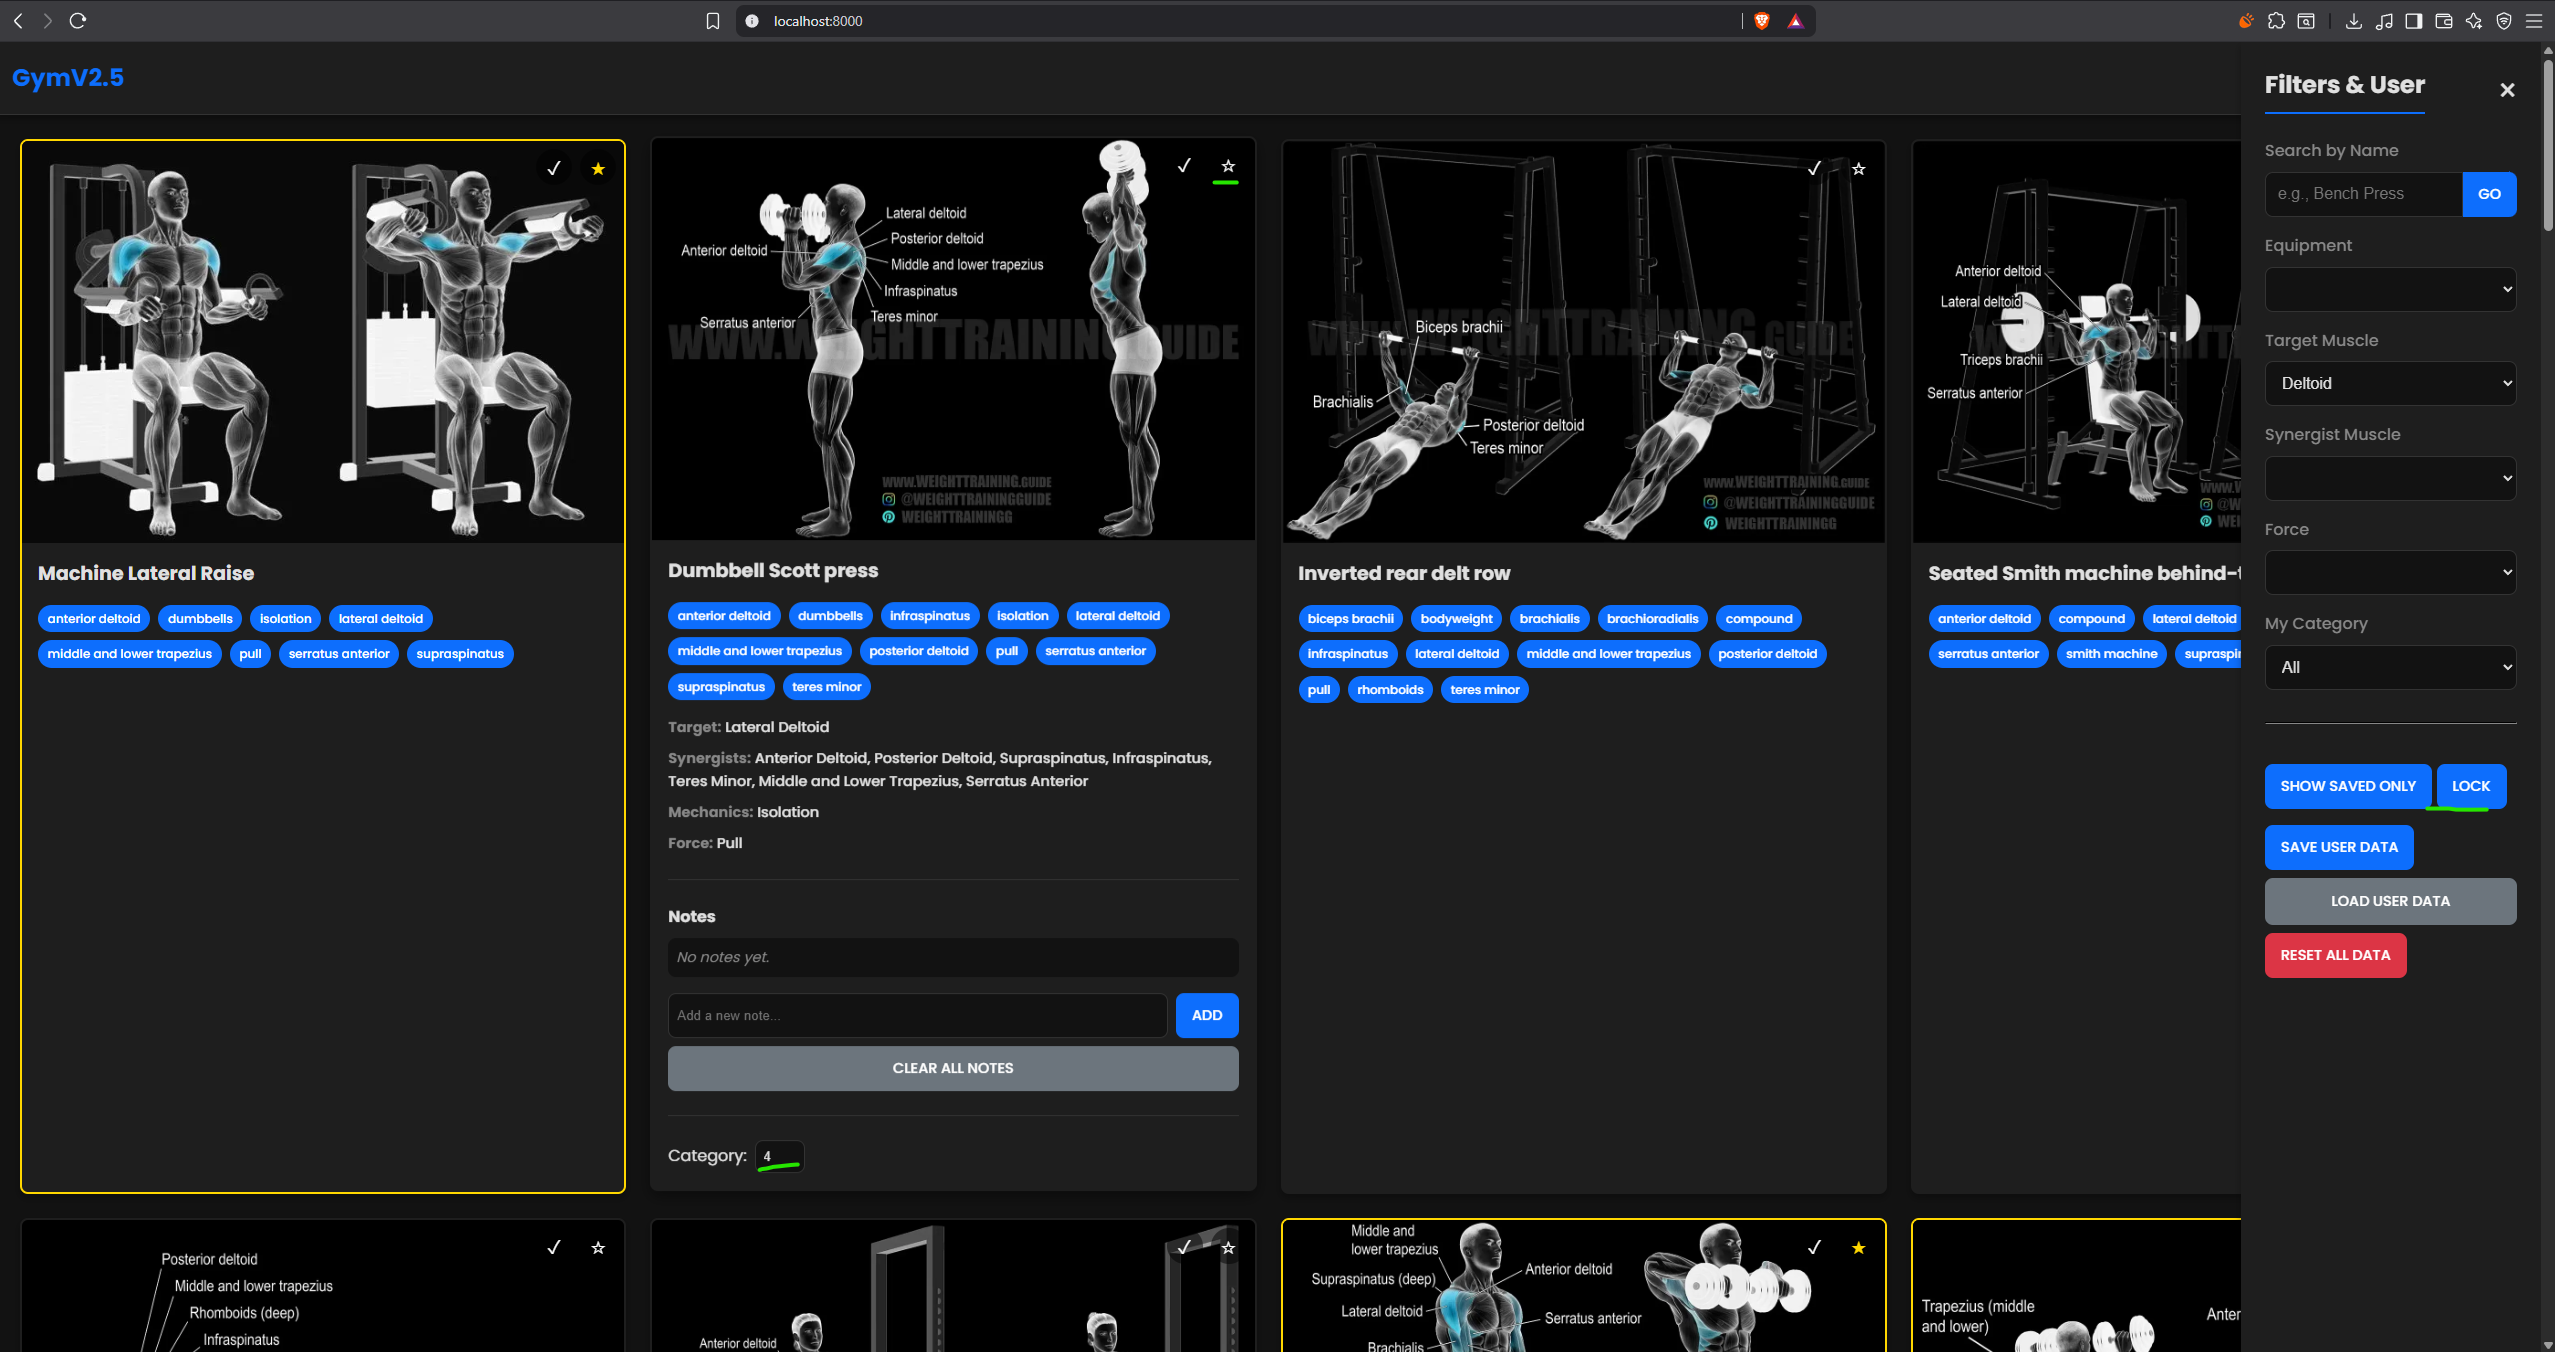 localhost:8000
GymV2.5
Lateral deltoid
Posterior deltoid
Anterior deltoid
Middle and lower trapezius
Infraspinatus
Serratus anterior
Teres minor
WWW.WEIGHTTRAINING.GUIDE
WWW.WEIGHTTRAINING.GUIDE
@WEIGHTTRAININGGUIDE
WEIGHTTRAININGG
WWW.WEIGHTTRAINING.GUIDE
Biceps brachii
Brachialis
Posterior deltoid
Teres minor
WWW.WEIGHTTRAINING.GUIDE
@WEIGHTTRAININGGUIDE
WEIGHTTRAININGG
Anterior deltoid
Lateral deltoid
Triceps brachii
Serratus anterior
Machine Lateral Raise
anterior deltoid dumbbells isolation lateral deltoid
middle and lower trapezius pull serratus anterior supraspinatus
Dumbbell Scott press
anterior deltoid dumbbells infraspinatus isolation lateral deltoid
middle and lower trapezius posterior deltoid pull serratus anterior
supraspinatus teres minor
Target: Lateral Deltoid
Synergists: Anterior Deltoid, Posterior Deltoid, Supraspinatus, Infraspinatus,
Teres Minor, Middle and Lower Trapezius, Serratus Anterior
Mechanics: Isolation
Force: Pull
Notes
No notes yet.
Add a new note...
ADD
CLEAR ALL NOTES
Category: 4
Inverted rear delt row
biceps brachii bodyweight brachialis brachioradialis compound
infraspinatus lateral deltoid middle and lower trapezius posterior deltoid
pull rhomboids teres minor
Seated Smith machine behind-t
anterior deltoid compound lateral deltoid
serratus anterior smith machine supraspi
Posterior deltoid
Middle and lower trapezius
Rhomboids (deep)
Infraspinatus
Anterior deltoid
Middle and
lower trapezius
Supraspinatus (deep)
Lateral deltoid
Brachialis
Anterior deltoid
Serratus anterior
Trapezius (middle
and lower)
Anter
Filters & User
Search by Name
e.g., Bench Press
GO
Equipment
Target Muscle
Deltoid
Synergist Muscle
Force
My Category
All
SHOW SAVED ONLY
LOCK
SAVE USER DATA
LOAD USER DATA
RESET ALL DATA